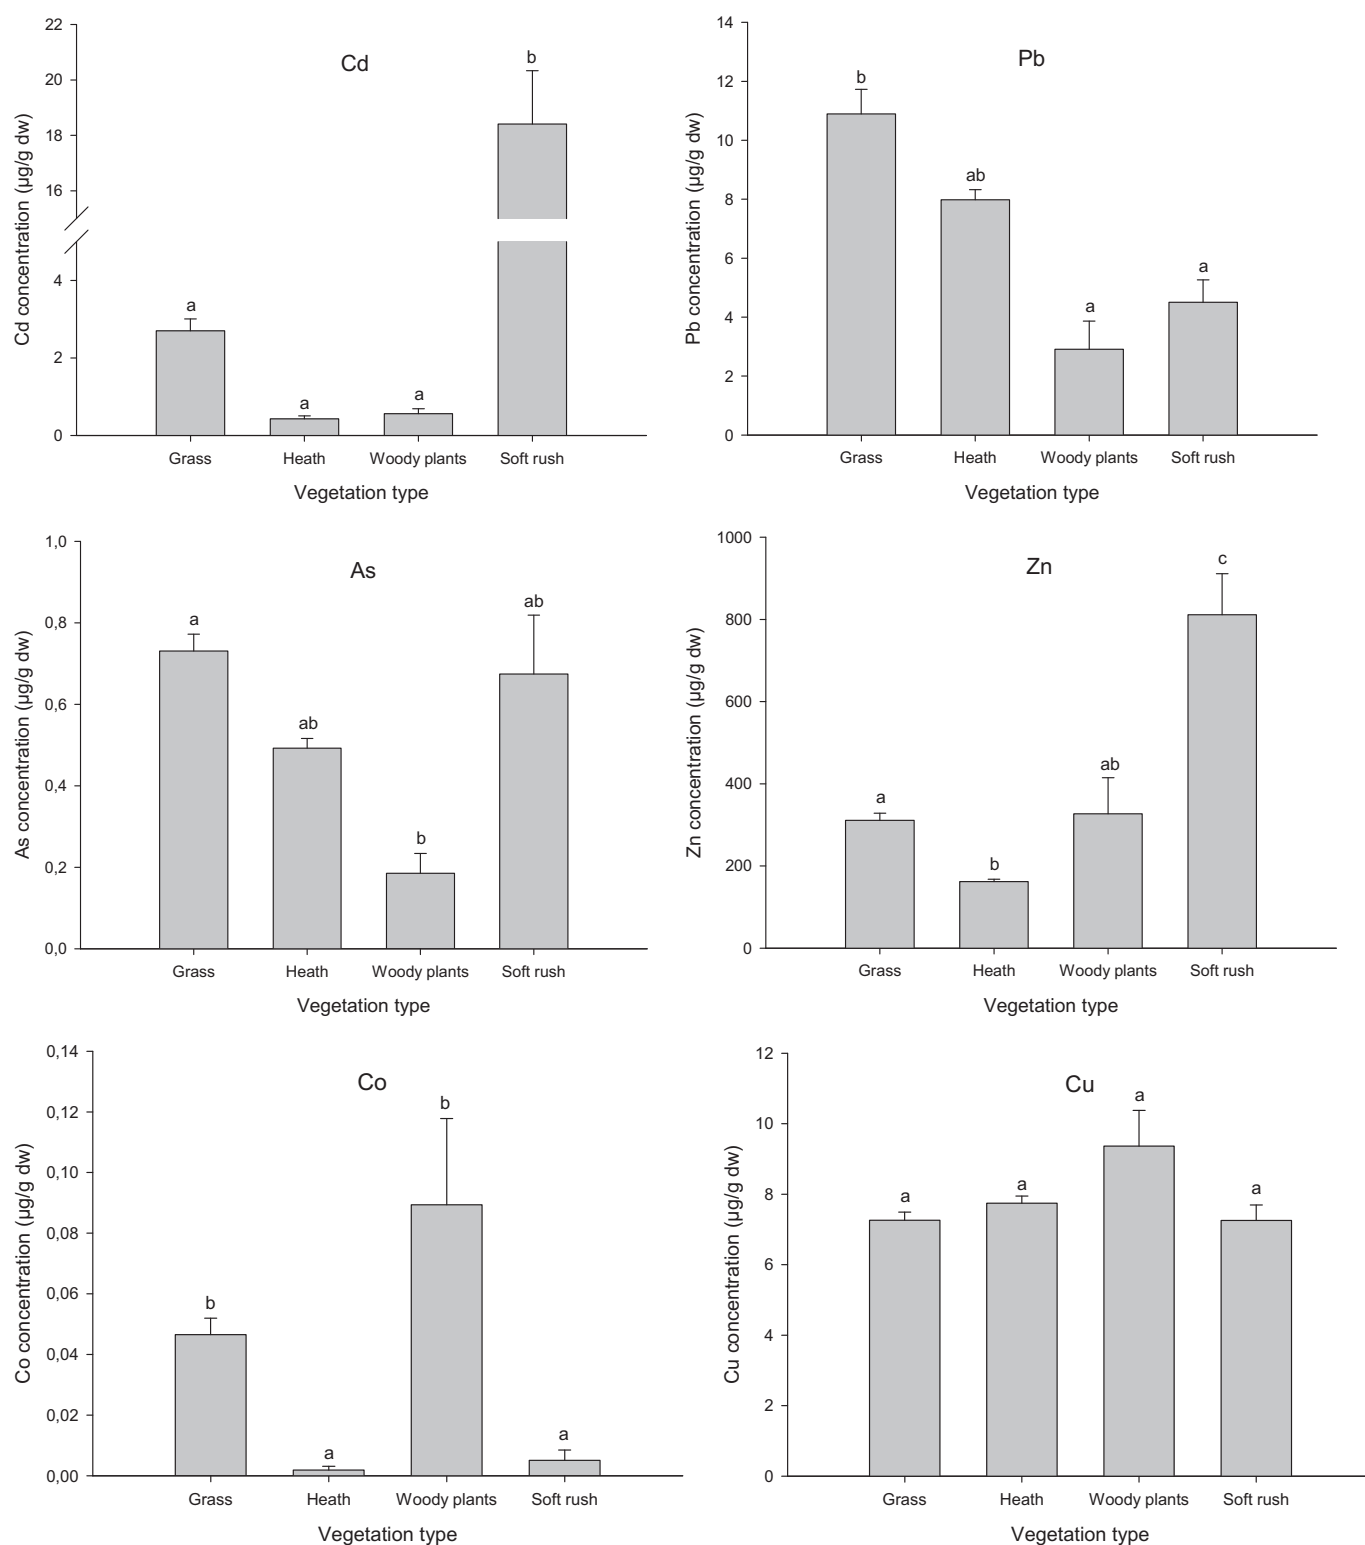 Cd
Cd concentration (µg/g dw)
22
20
18
16
4
2
0
a
a
a
b
Grass
Heath
Woody plants
Soft rush
Vegetation type
Pb
Pb concentration (µg/g dw)
14
12
10
8
6
4
2
0
b
ab
a
a
Grass
Heath
Woody plants
Soft rush
Vegetation type
As
As concentration (µg/g dw)
1,0
0,8
0,6
0,4
0,2
0,0
a
ab
b
ab
Grass
Heath
Woody plants
Soft rush
Vegetation type
Zn
Zn concentration (µg/g dw)
1000
800
600
400
200
0
a
b
ab
c
Grass
Heath
Woody plants
Soft rush
Vegetation type
Co
Co concentration (µg/g dw)
0,14
0,12
0,10
0,08
0,06
0,04
0,02
0,00
b
a
b
a
Grass
Heath
Woody plants
Soft rush
Vegetation type
Cu
Cu concentration (µg/g dw)
12
10
8
6
4
2
0
a
a
a
a
Grass
Heath
Woody plants
Soft rush
Vegetation type